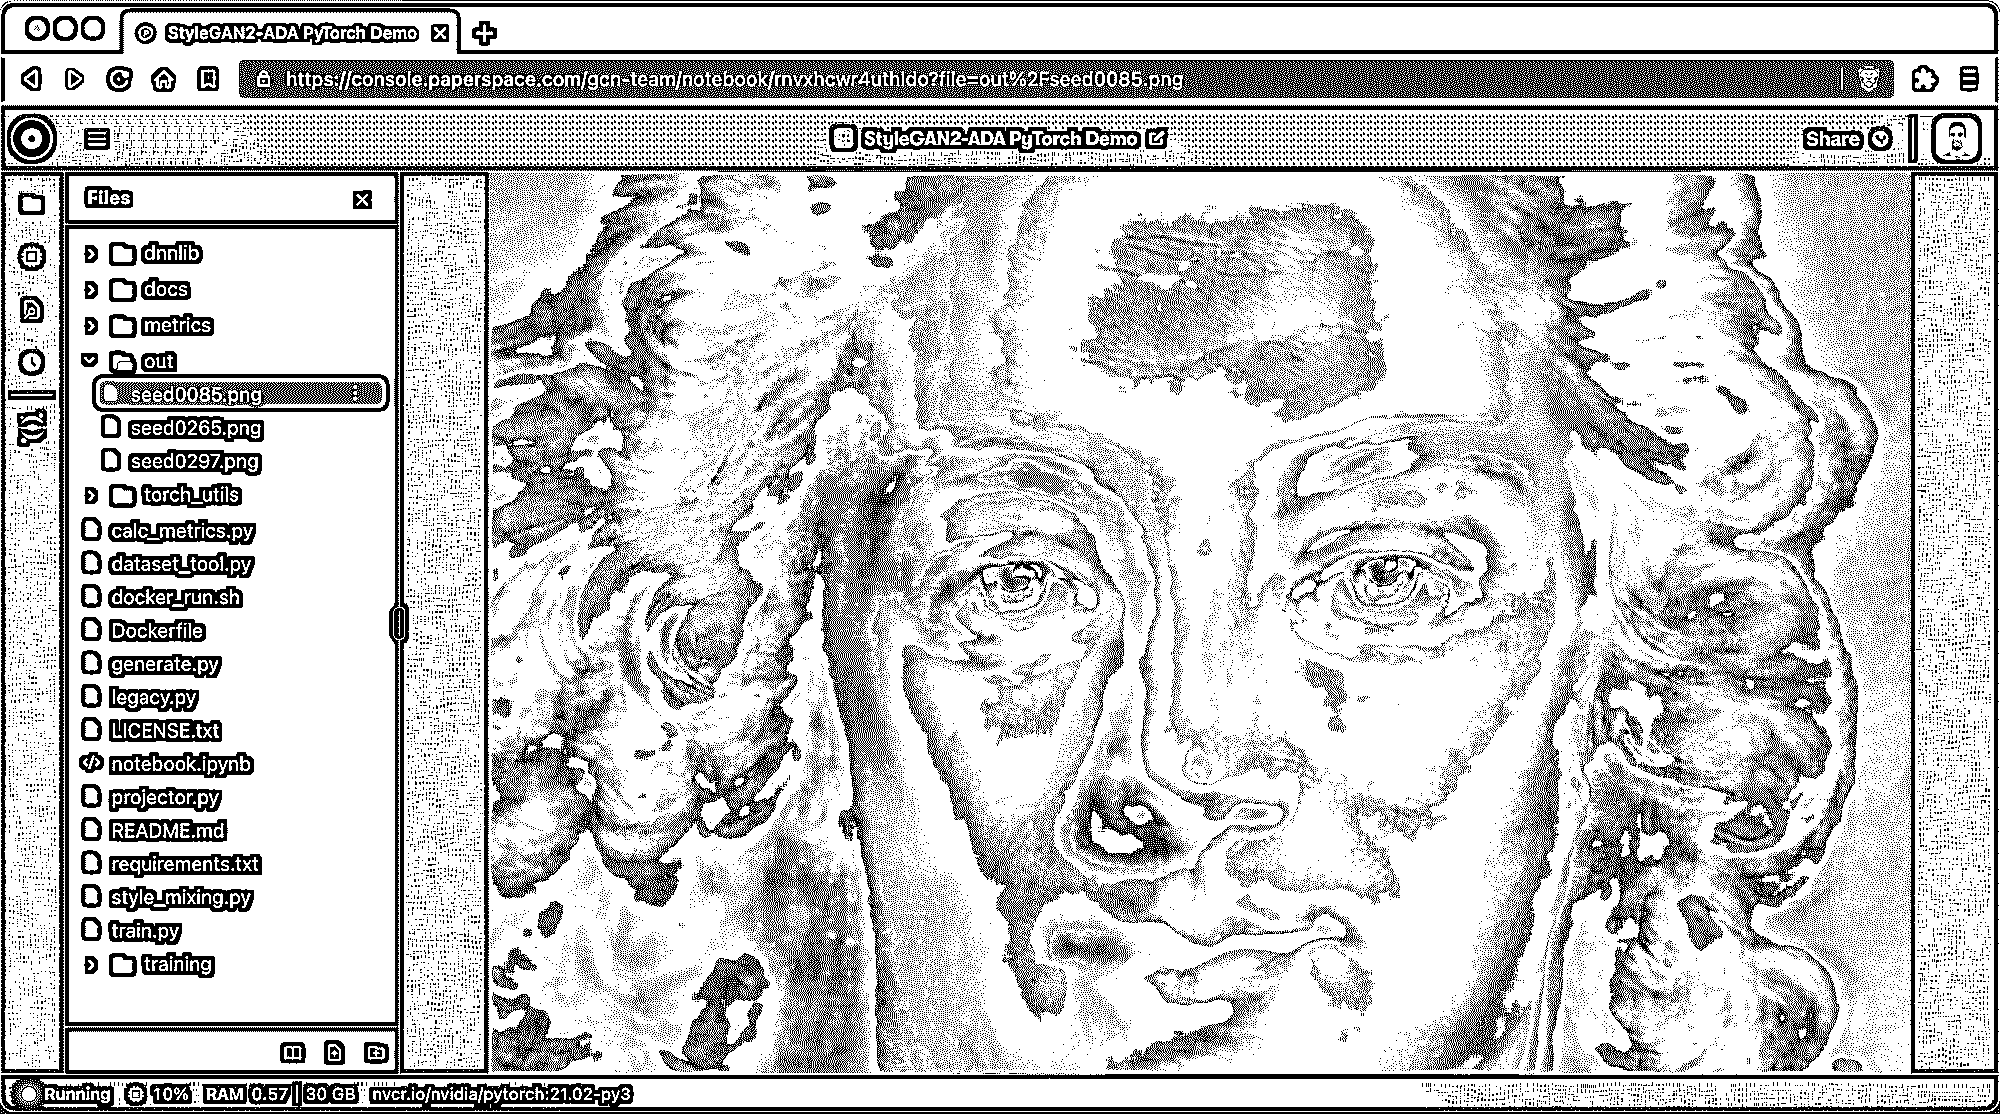 StyleGAN2-ADA PyTorch Demo
https://console.paperspace.com/gcn-team/notebook/rnvxhcwr4uthldo?file=out%2Fseed0085.png
StyleGAN2-ADA PyTorch Demo
Share
Files
dnnlib
docs
metrics
out
seed0085.png
seed0265.png
seed0297.png
torch_utils
calc_metrics.py
dataset_tool.py
docker_run.sh
Dockerfile
generate.py
legacy.py
LICENSE.txt
notebook.ipynb
projector.py
README.md
requirements.txt
style_mixing.py
train.py
training
Running 10% RAM 0.57 | 30 GB nvcr.io/nvidia/pytorch:21.02-py3